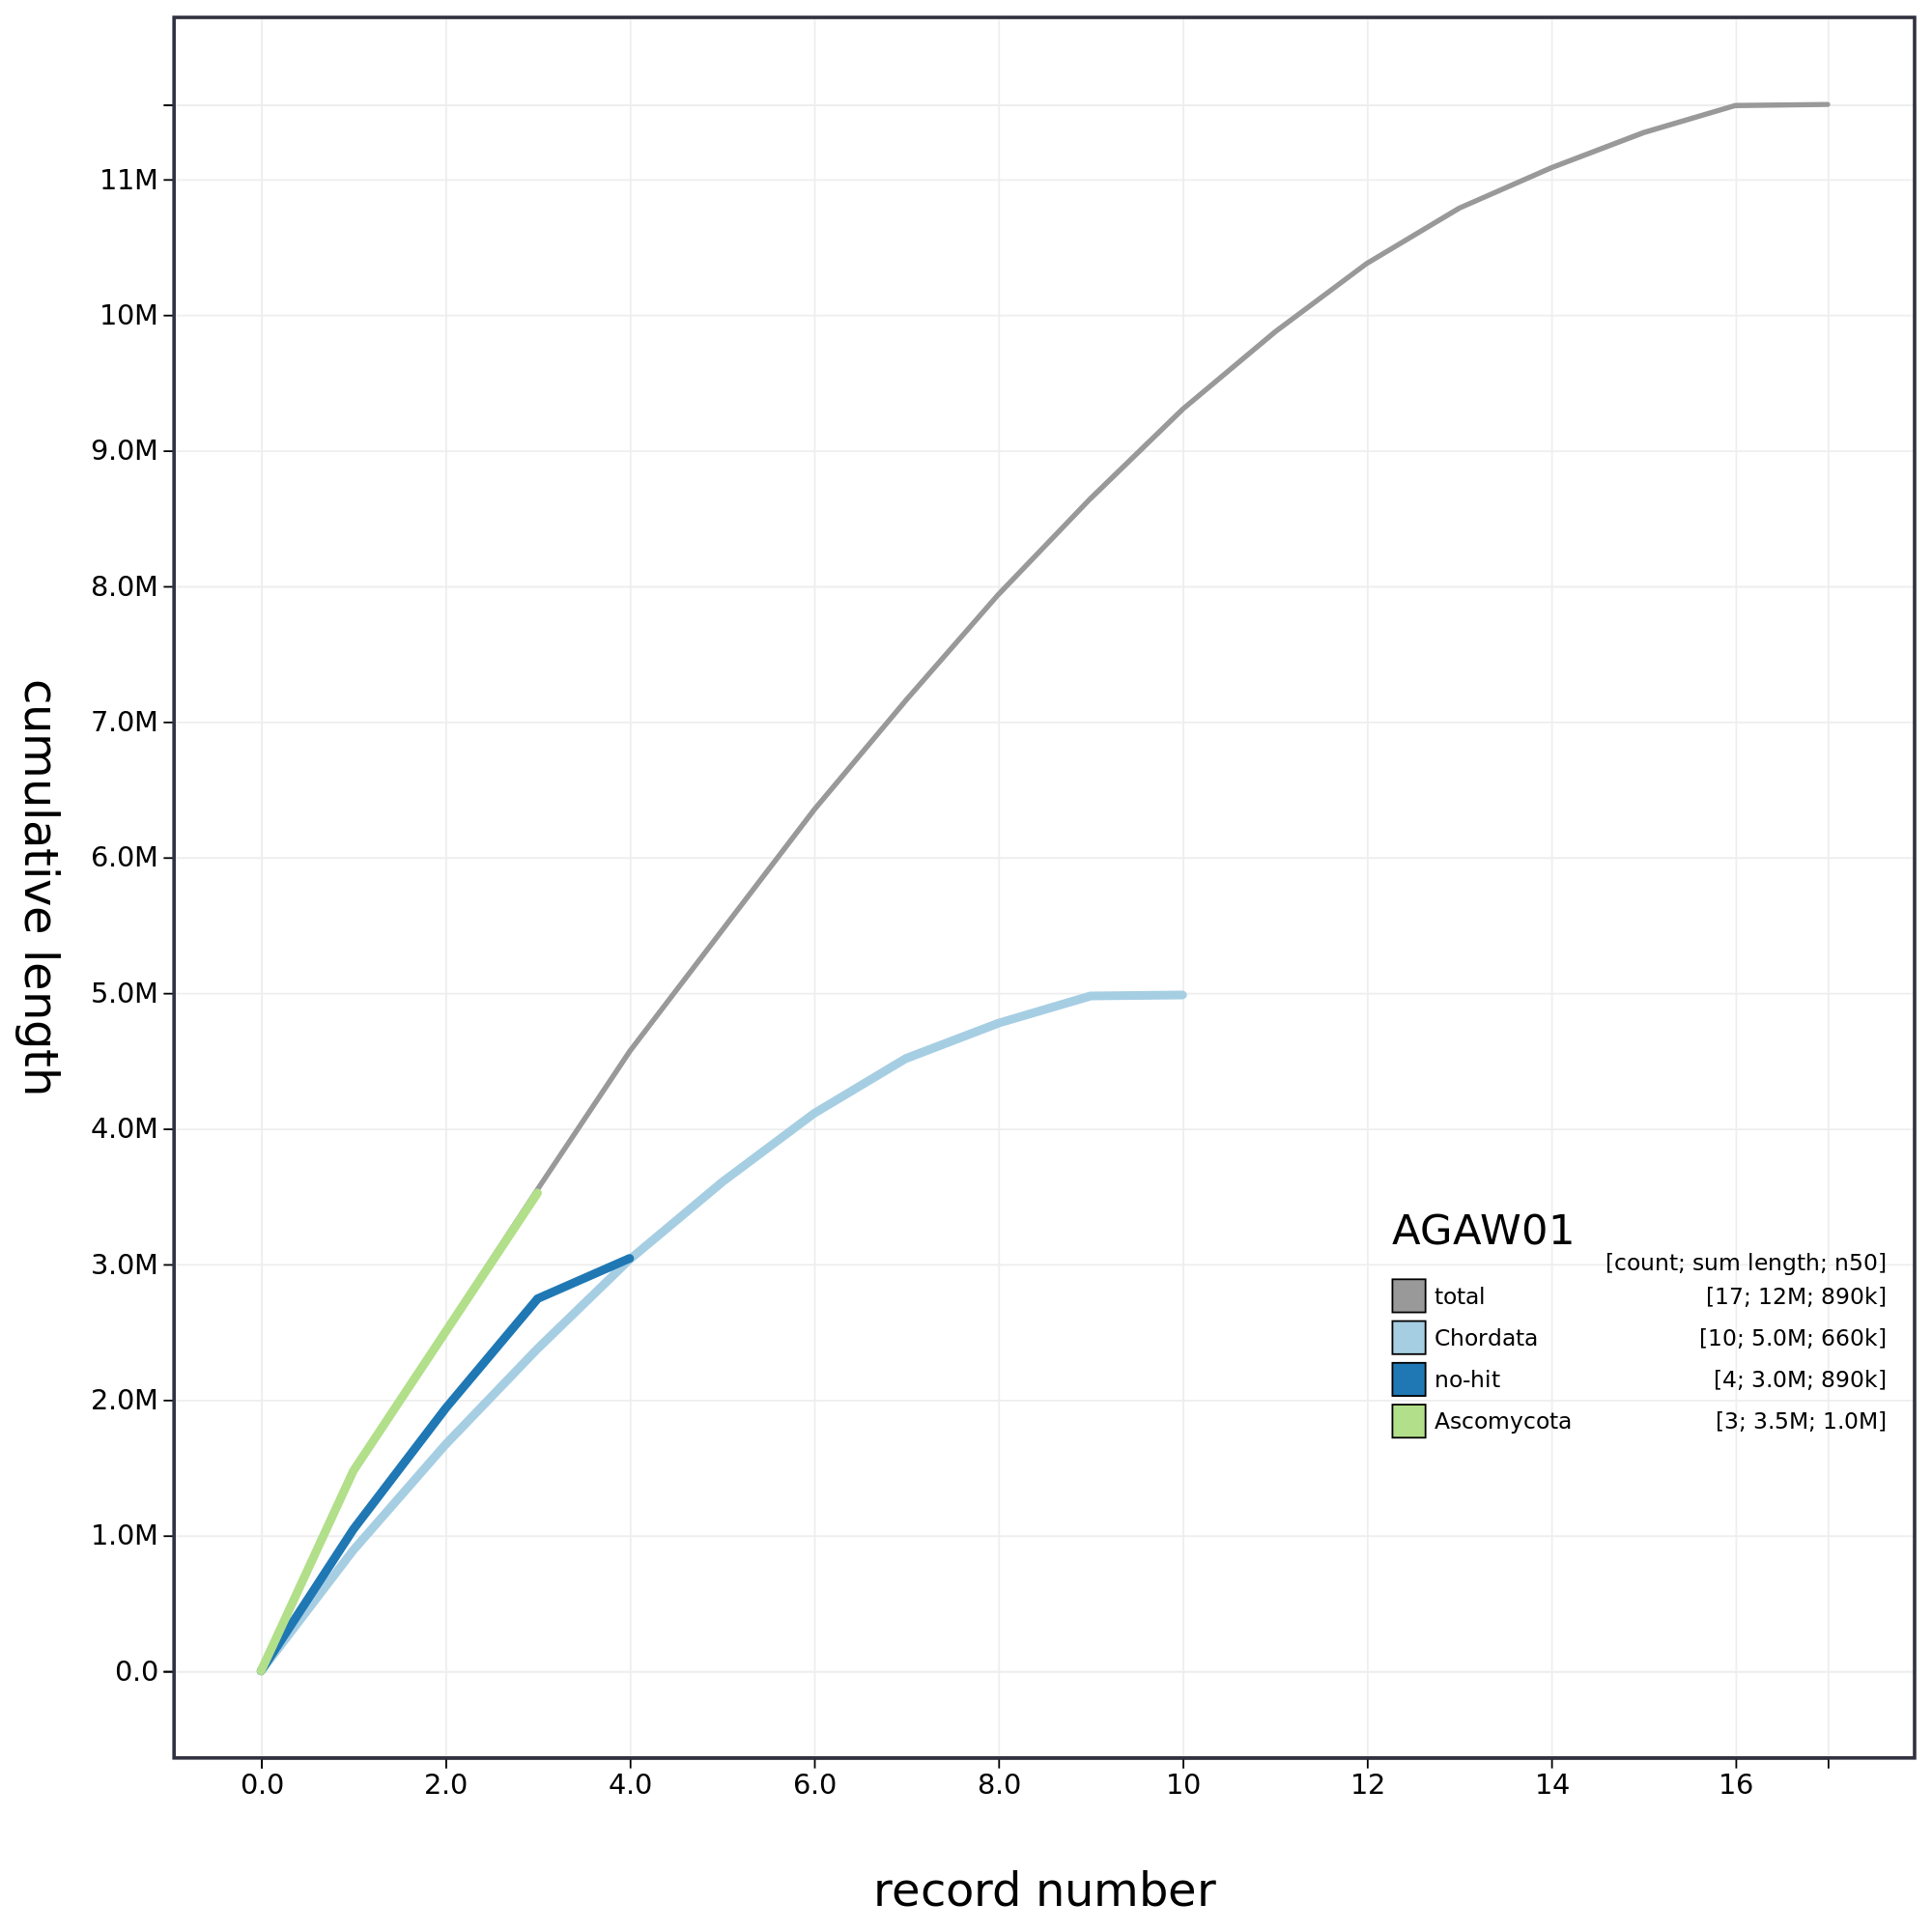 11M
10M
9.0M
8.0M
7.0M
6.0M
5.0M
4.0M
3.0M
2.0M
1.0M
0.0
cumulative length
AGAW01
[count; sum length; n50]
total [17; 12M; 890k]
Chordata [10; 5.0M; 660k]
no-hit [4; 3.0M; 890k]
Ascomycota [3; 3.5M; 1.0M]
0.0 2.0 4.0 6.0 8.0 10 12 14 16
record number